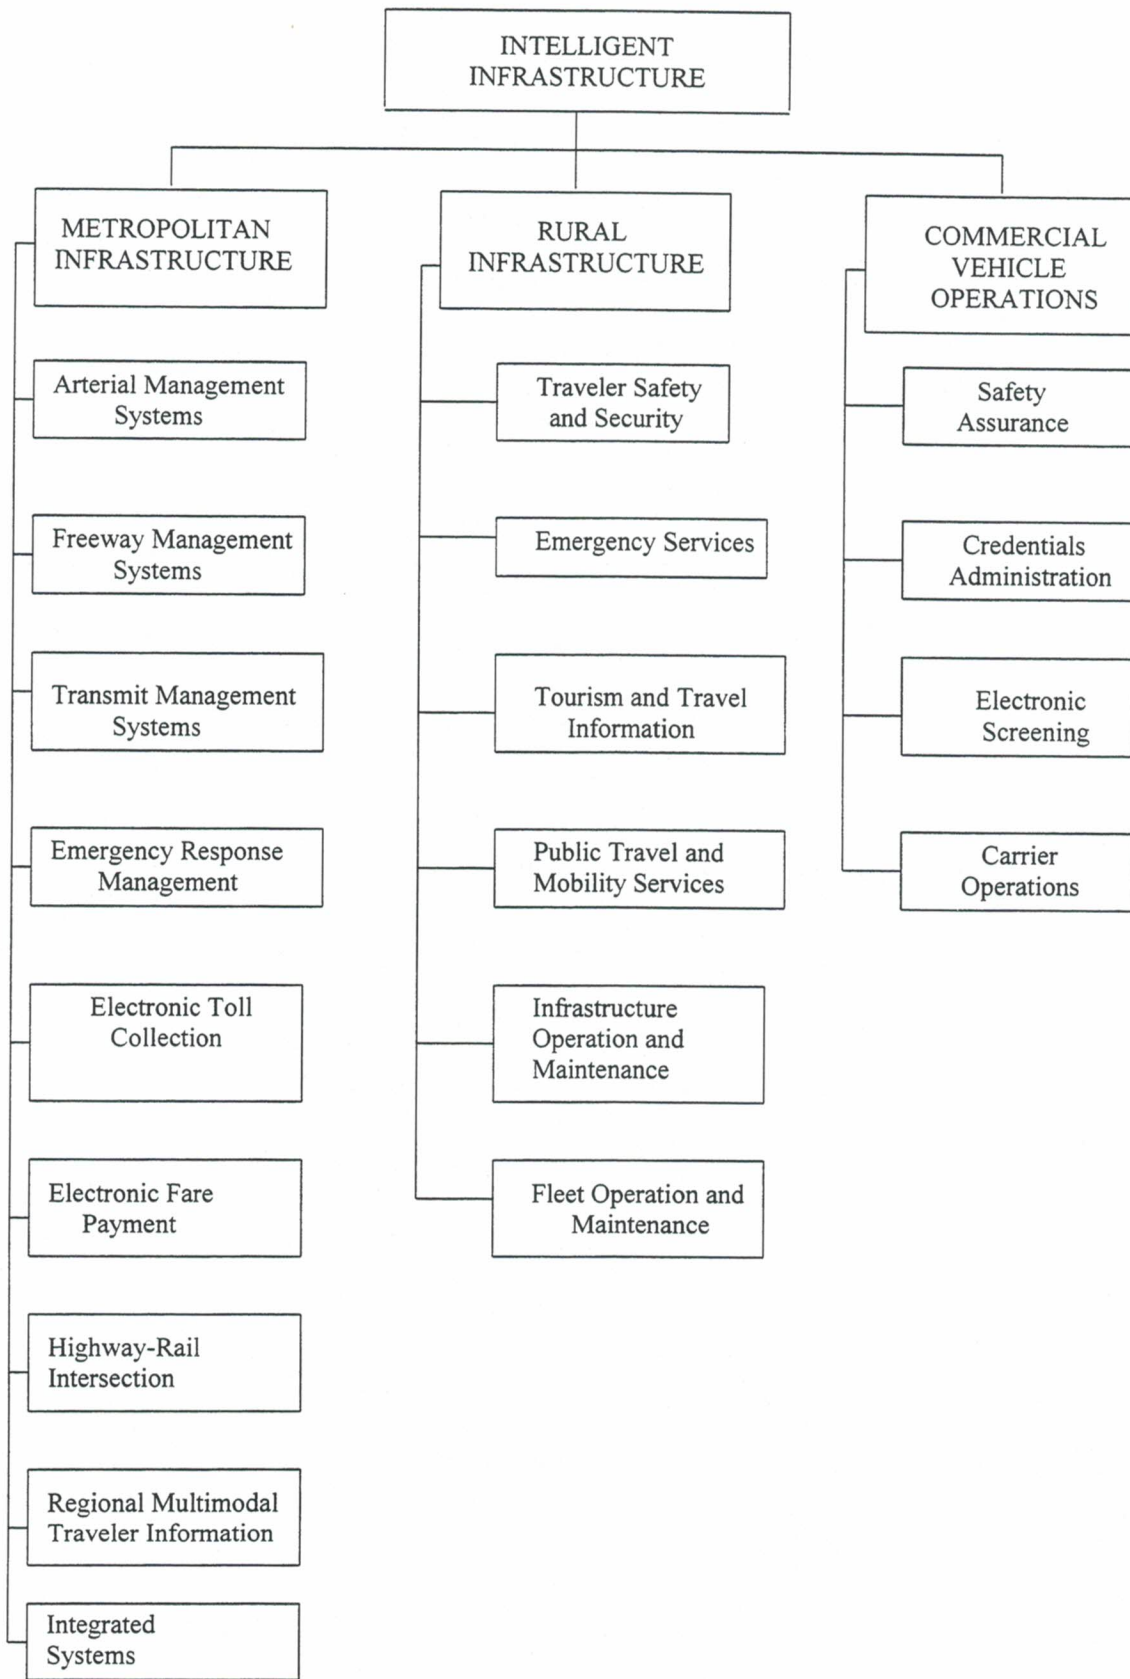 INTELLIGENT
INFRASTRUCTURE
METROPOLITAN
INFRASTRUCTURE
Arterial Management
Systems
Freeway Management
Systems
Transmit Management
Systems
Emergency Response
Management
Electronic Toll
Collection
Electronic Fare
Payment
Highway-Rail
Intersection
Regional Multimodal
Traveler Information
Integrated
Systems
RURAL
INFRASTRUCTURE
Traveler Safety
and Security
Emergency Services
Tourism and Travel
Information
Public Travel and
Mobility Services
Infrastructure
Operation and
Maintenance
Fleet Operation and
Maintenance
COMMERCIAL
VEHICLE
OPERATIONS
Safety
Assurance
Credentials
Administration
Electronic
Screening
Carrier
Operations